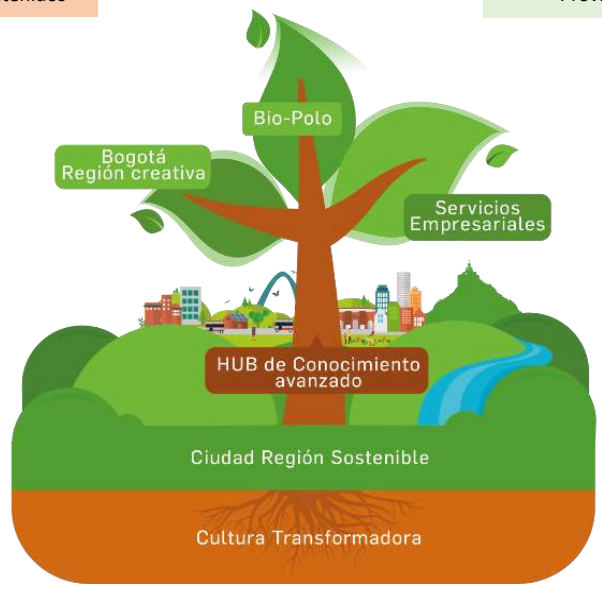 Bio-Polo
Bogotá
Región creativa
Servicios
Empresariales
HUB de Conocimiento
avanzado
Ciudad Región Sostenible
Cultura Transformadora